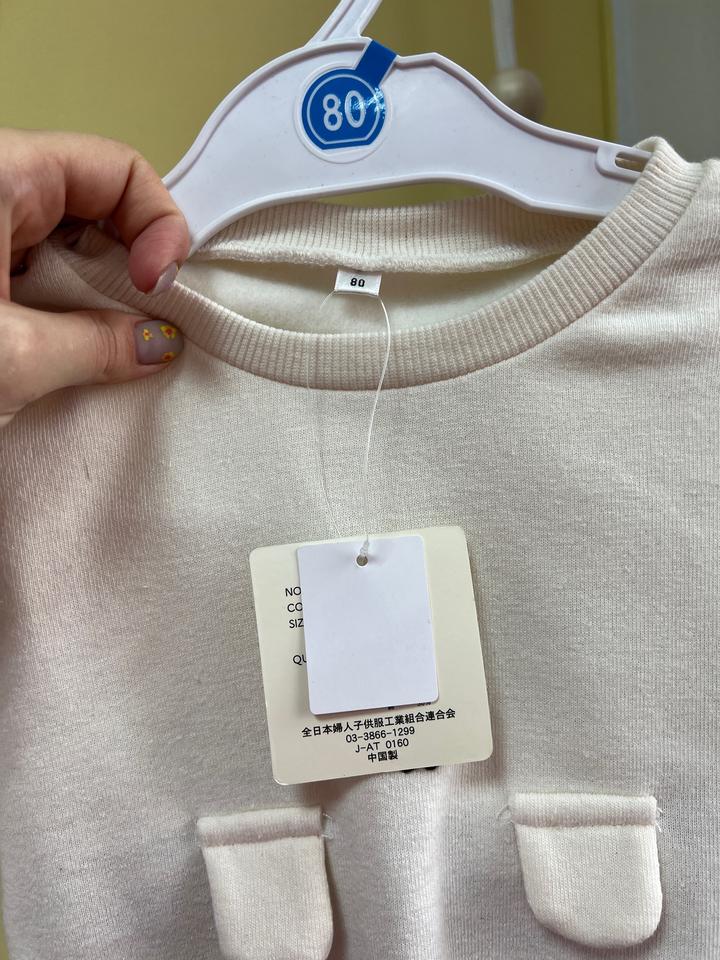 80
80
NO
CO
SIZ
QU
全日本婦人子供服工業組合連合会
03-3866-1299
J-AT 0160
中国製